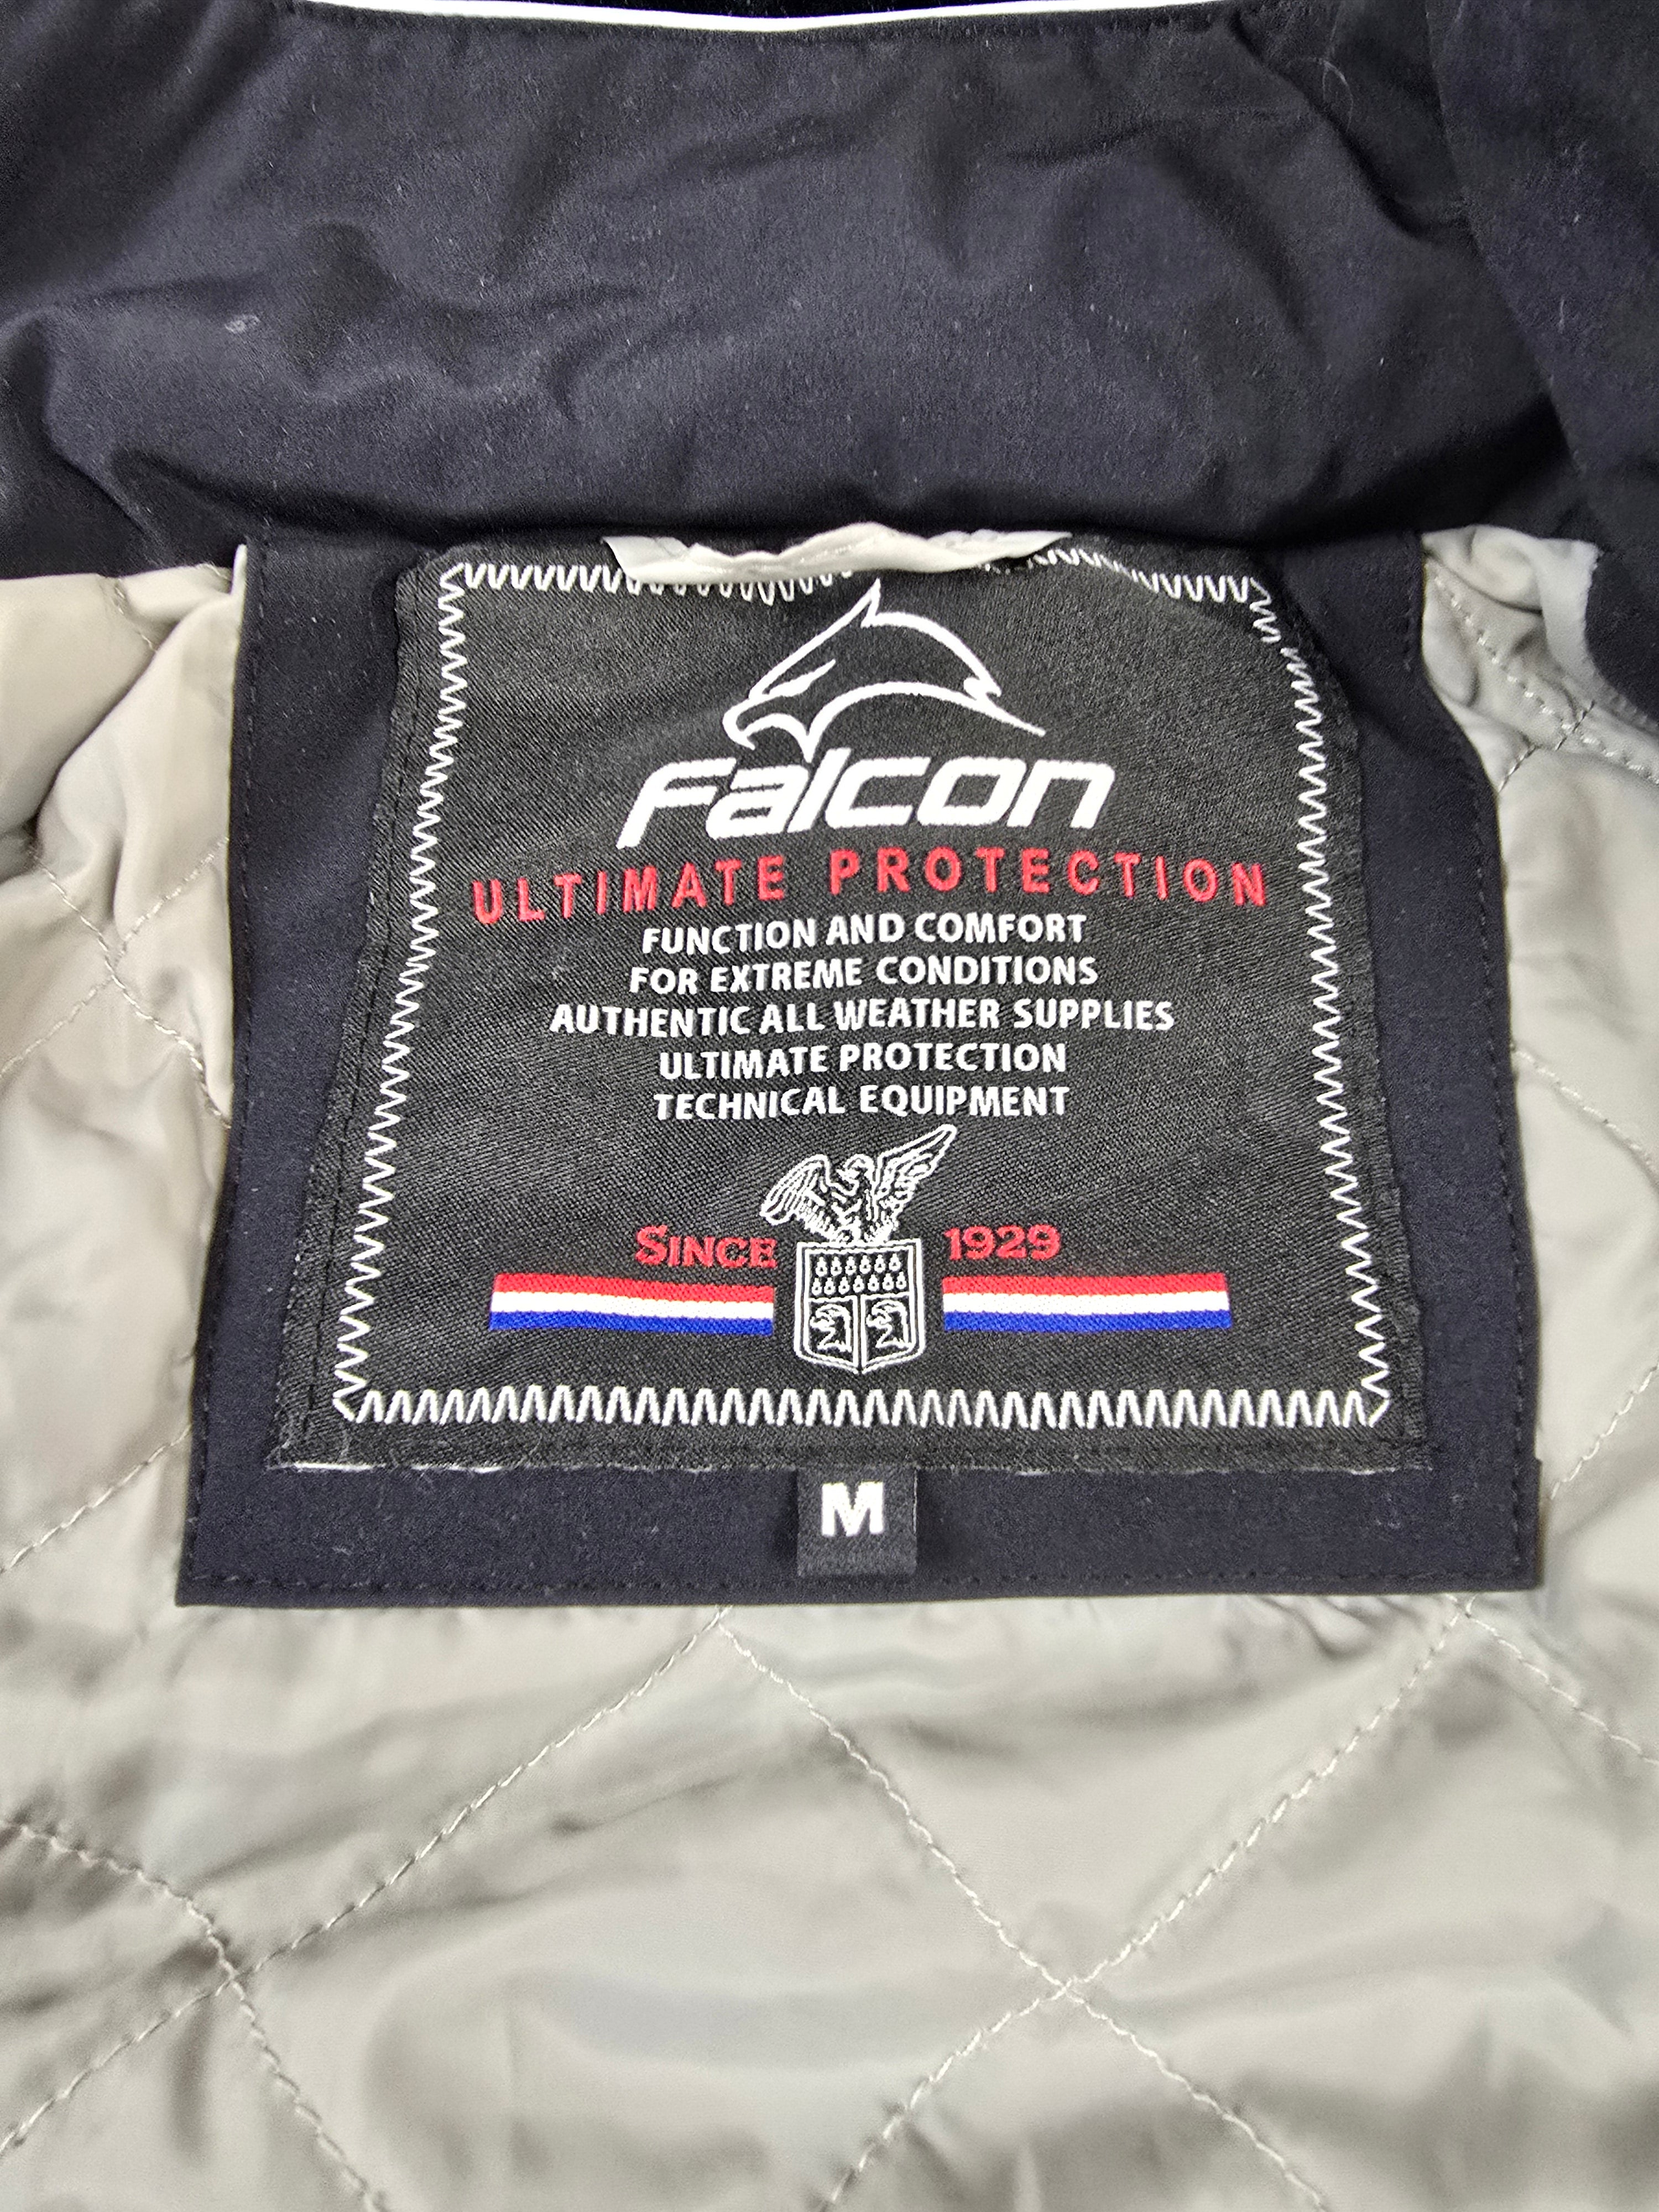 Falcon
ULTIMATE PROTECTION
FUNCTION AND COMFORT
FOR EXTREME CONDITIONS
AUTHENTIC ALL WEATHER SUPPLIES
ULTIMATE PROTECTION
TECHNICAL EQUIPMENT
SINCE 1929
M